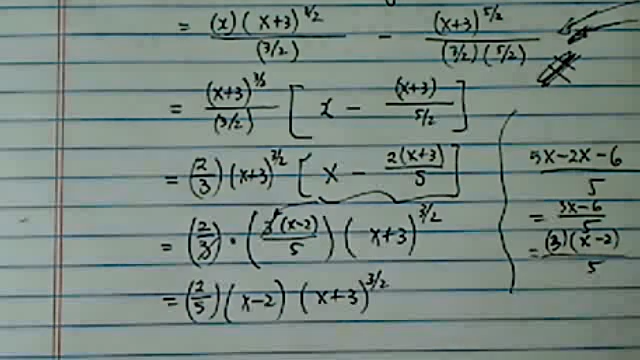 = (x)(x+3)^{3/2} / (3/2) - (x+3)^{5/2} / (3/2)(5/2)
= (x+3)^{3/2} / (3/2) [ x - (x+3) / 5/2 ]
= (2/3) (x+3)^{3/2} [ x - 2(x+3) / 5 ]
= (2/3) · ( 3(x-2) / 5 ) ( x+3 )^{3/2}
= (2/5) (x-2) (x+3)^{3/2}
5x-2x-6 / 5
= 3x-6 / 5
= (3)(x-2) / 5